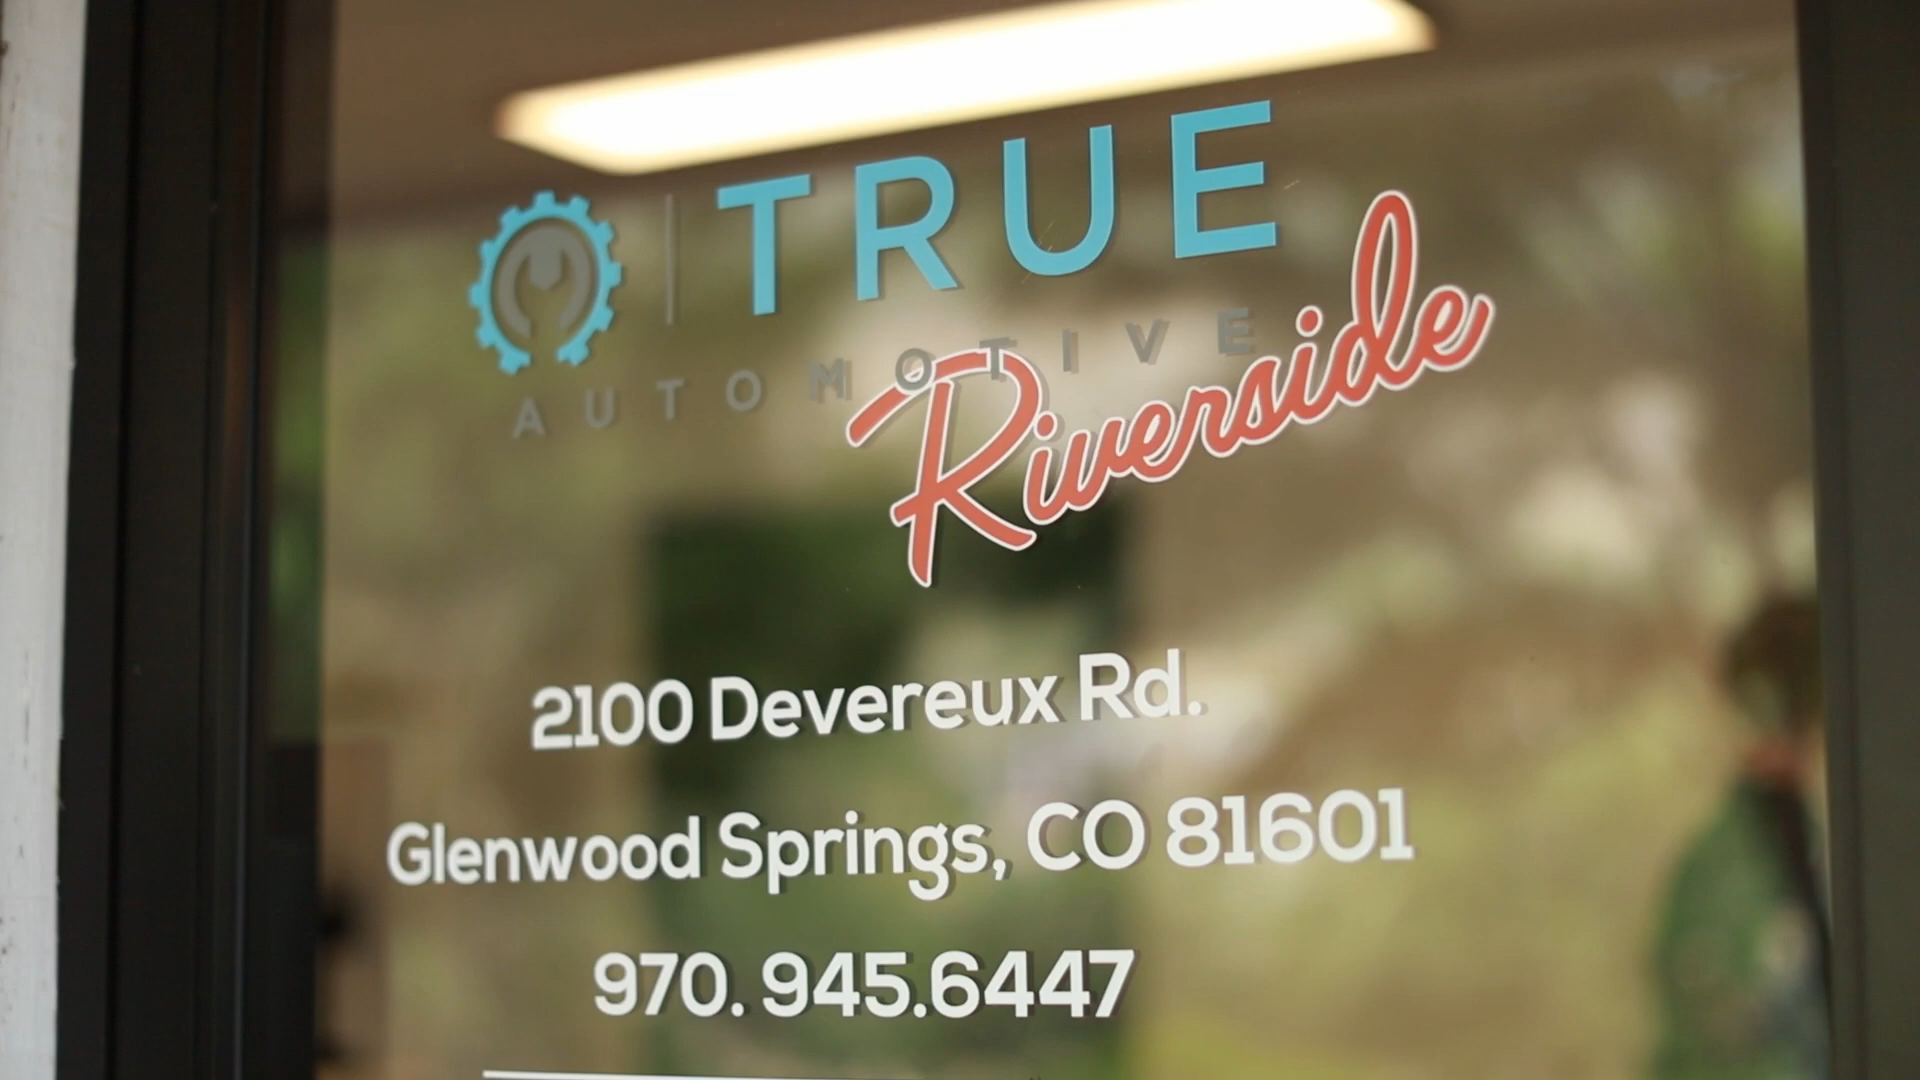 TRUE
AUTOMOTIVE
Riverside
2100 Devereux Rd.
Glenwood Springs, CO 81601
970. 945.6447